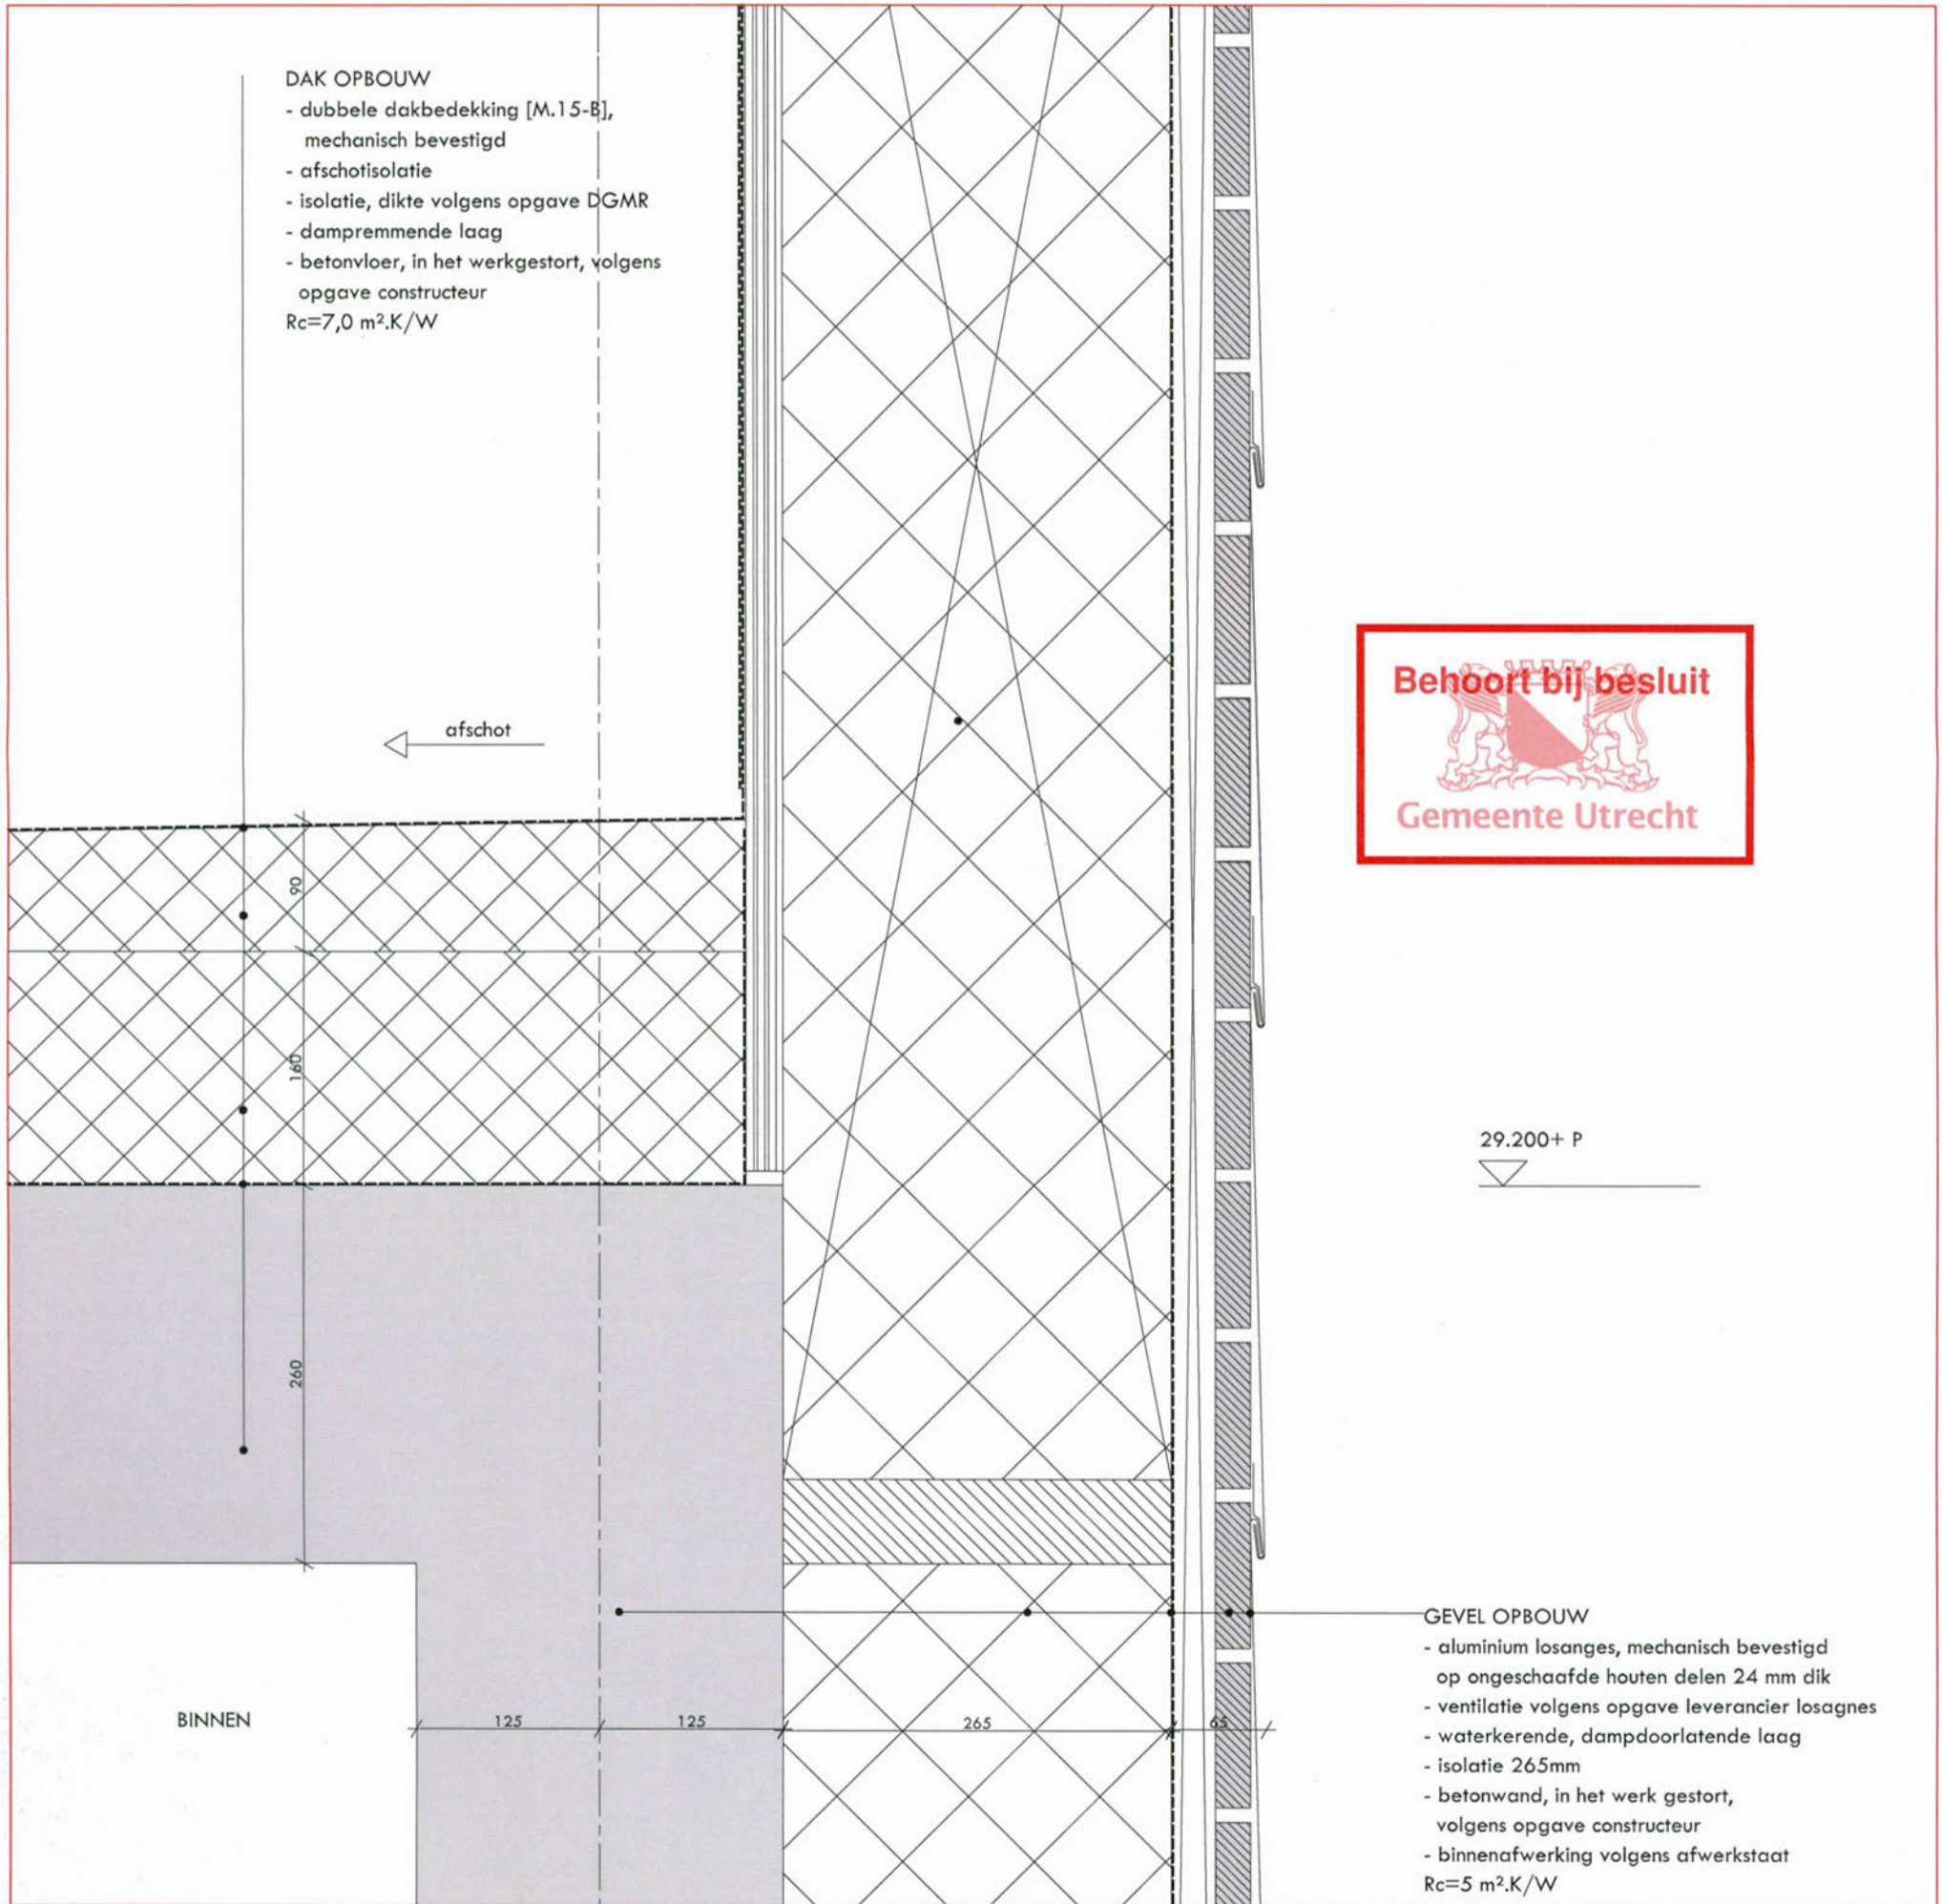 DAK OPBOUW
- dubbele dakbedekking [M.15-B],
mechanisch bevestigd
- afschotisolatie
- isolatie, dikte volgens opgave DGMR
- dampremmende laag
- betonvloer, in het werkgestort, volgens
opgave constructeur
Rc=7,0 m².K/W
Behoort bij besluit
Gemeente Utrecht
afschot
90
160
29.200+ P
260
GEVEL OPBOUW
- aluminium losanges, mechanisch bevestigd
op ongeschaafde houten delen 24 mm dik
- ventilatie volgens opgave leverancier losagnes
- waterkerende, dampdoorlatende laag
- isolatie 265mm
- betonwand, in het werk gestort,
volgens opgave constructeur
- binnenafwerking volgens afwerkstaat
Rc=5 m².K/W
BINNEN
125
125
265
65